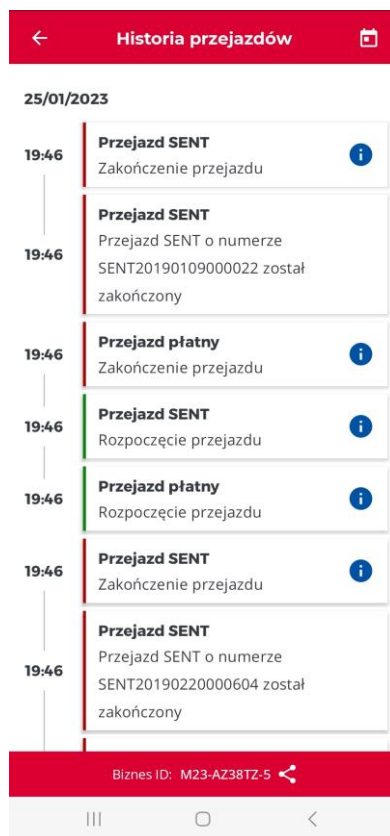 Historia przejazdów
25/01/2023
19:46
Przejazd SENT
Zakończenie przejazdu
19:46
Przejazd SENT
Przejazd SENT o numerze
SENT20190109000022 został
zakończony
19:46
Przejazd płatny
Zakończenie przejazdu
19:46
Przejazd SENT
Rozpoczęcie przejazdu
19:46
Przejazd płatny
Rozpoczęcie przejazdu
19:46
Przejazd SENT
Zakończenie przejazdu
19:46
Przejazd SENT
Przejazd SENT o numerze
SENT20190220000604 został
zakończony
Biznes ID: M23-AZ38TZ-5